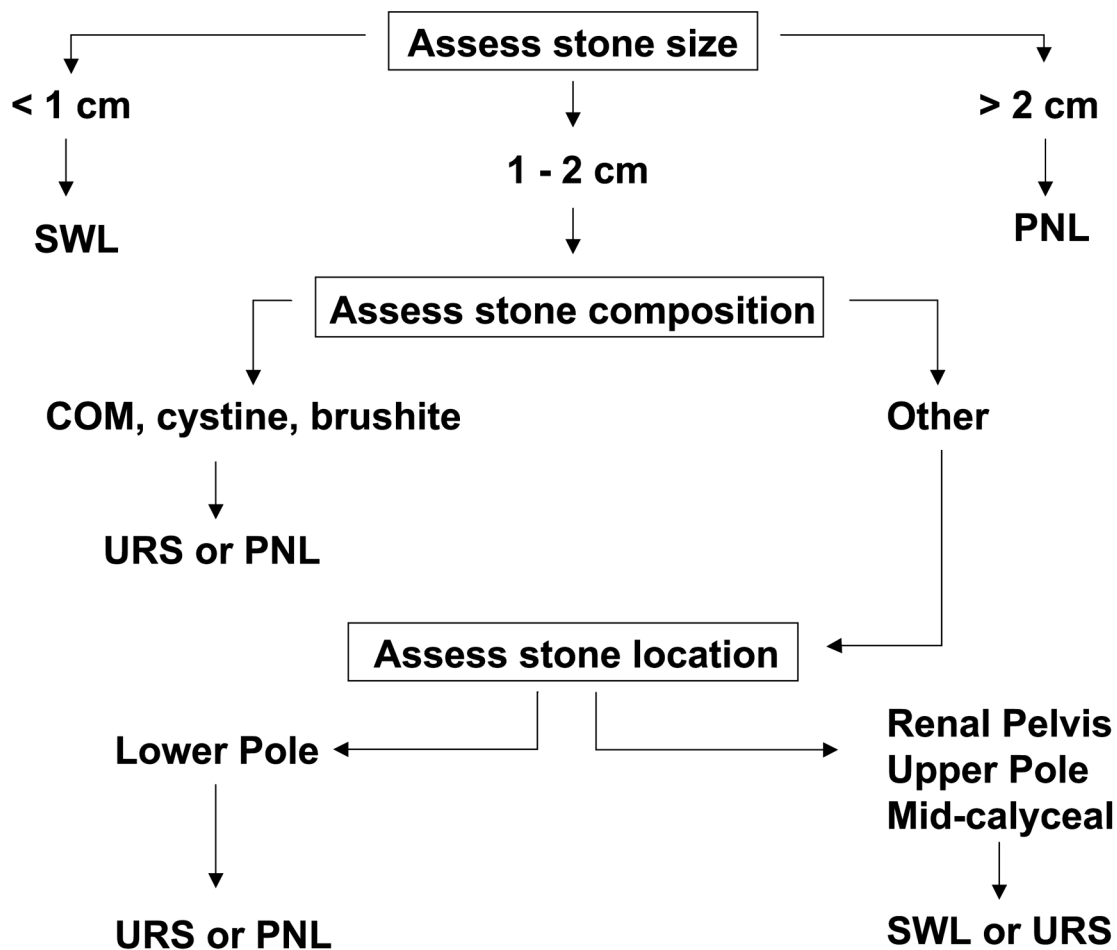 Assess stone size
< 1 cm
> 2 cm
1 - 2 cm
SWL
PNL
Assess stone composition
COM, cystine, brushite
Other
URS or PNL
Assess stone location
Lower Pole
Renal Pelvis
Upper Pole
Mid-calyceal
URS or PNL
SWL or URS